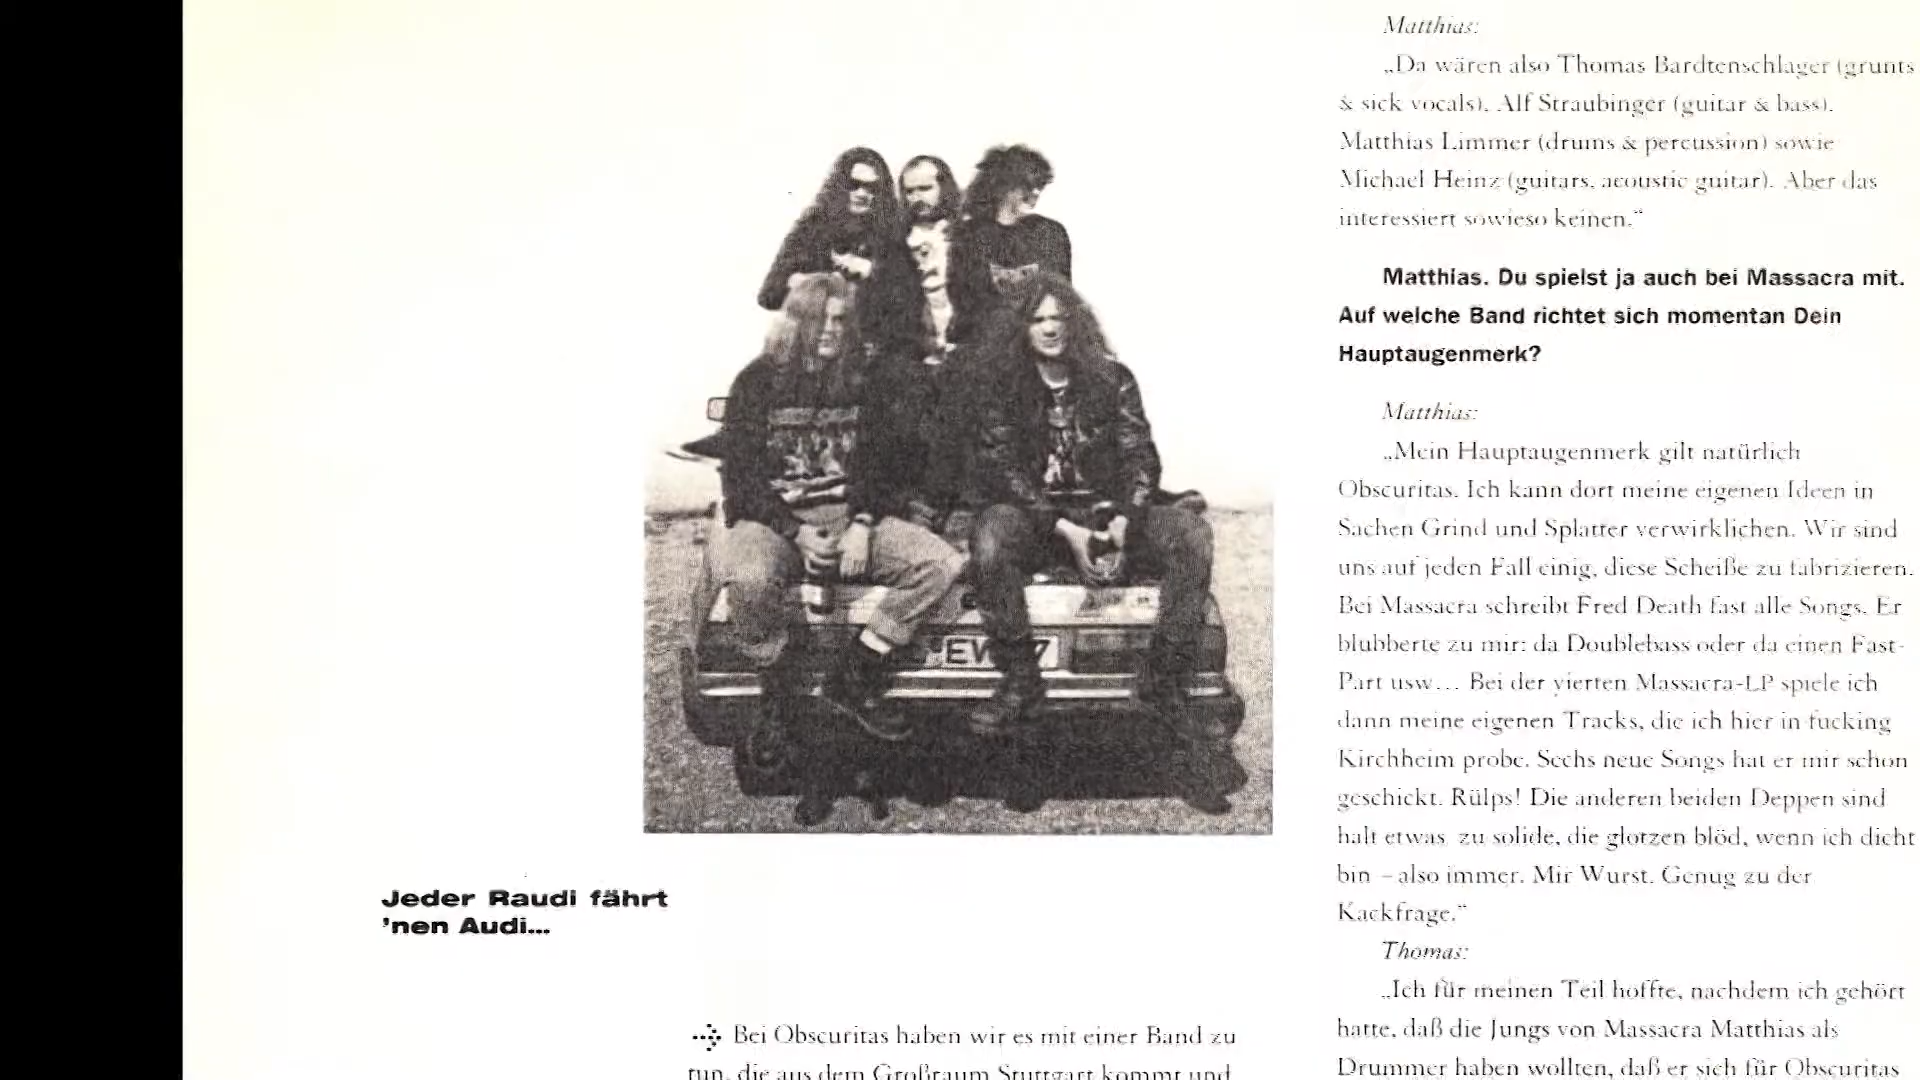 Matthias:
„Da wären also Thomas Bardtenschlager (grunts
& sick vocals), Alf Straubinger (guitar & bass),
Matthias Limmer (drums & percussion) sowie
Michael Heinz (guitars, acoustic guitar). Aber das
interessiert sowieso keinen.“
Matthias. Du spielst ja auch bei Massacra mit.
Auf welche Band richtet sich momentan Dein
Hauptaugenmerk?
Matthias:
„Mein Hauptaugenmerk gilt natürlich
Obscuritas. Ich kann dort meine eigenen Ideen in
Sachen Grind und Splatter verwirklichen. Wir sind
uns auf jeden Fall einig, diese Scheiße zu fabrizieren.
Bei Massacra schreibt Fred Death fast alle Songs. Er
blubberte zu mir: da Doublebass oder da einen Fast-
Part usw… Bei der vierten Massacra-LP spiele ich
dann meine eigenen Tracks, die ich hier in fucking
Kirchheim probe. Sechs neue Songs hat er mir schon
geschickt. Rülps! Die anderen beiden Deppen sind
halt etwas zu solide, die glotzen blöd, wenn ich dicht
bin – also immer. Mir Wurst. Genug zu der
Kackfrage.“
Thomas:
„Ich für meinen Teil hoffte, nachdem ich gehört
hatte, daß die Jungs von Massacra Matthias als
Drummer haben wollten, daß er sich für Obscuritas
Jeder Raudi fährt
’nen Audi...
Bei Obscuritas haben wir es mit einer Band zu
tun, die aus dem Großraum Stuttgart kommt und